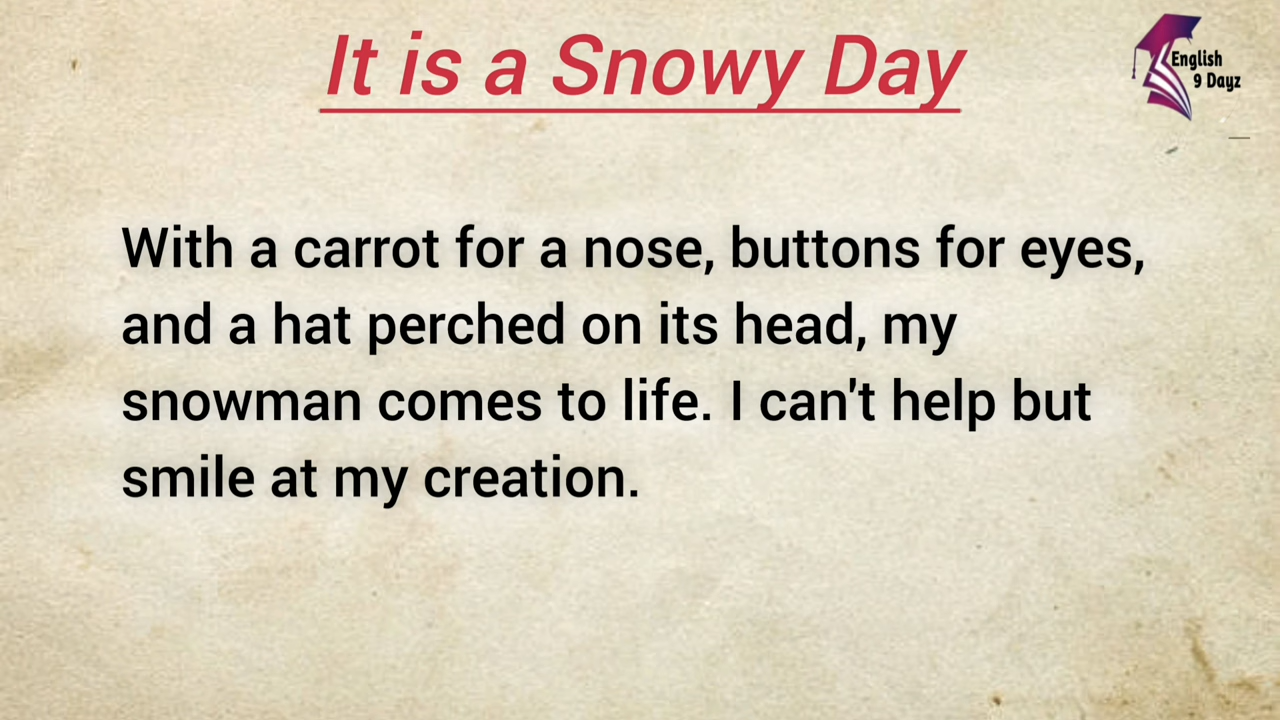 It is a Snowy Day
English
9 Dayz
With a carrot for a nose, buttons for eyes,
and a hat perched on its head, my
snowman comes to life. I can't help but
smile at my creation.